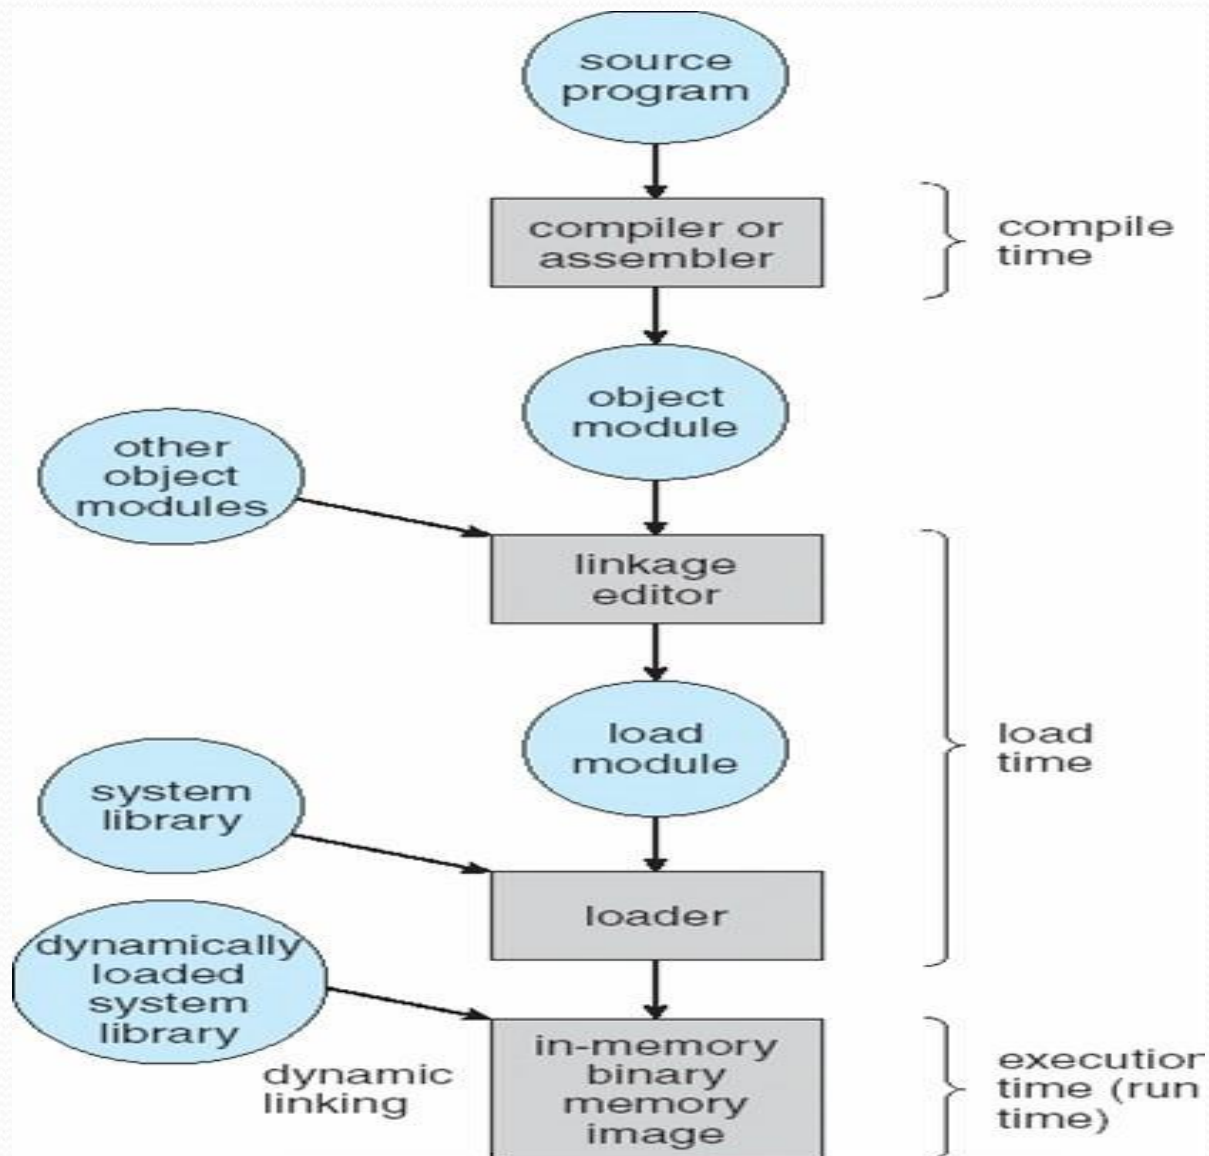 source
program
compiler or
assembler
compile
time
object
module
other
object
modules
linkage
editor
load
module
load
time
system
library
loader
dynamically
loaded
system
library
dynamic
linking
in-memory
binary
memory
image
execution
time (run
time)